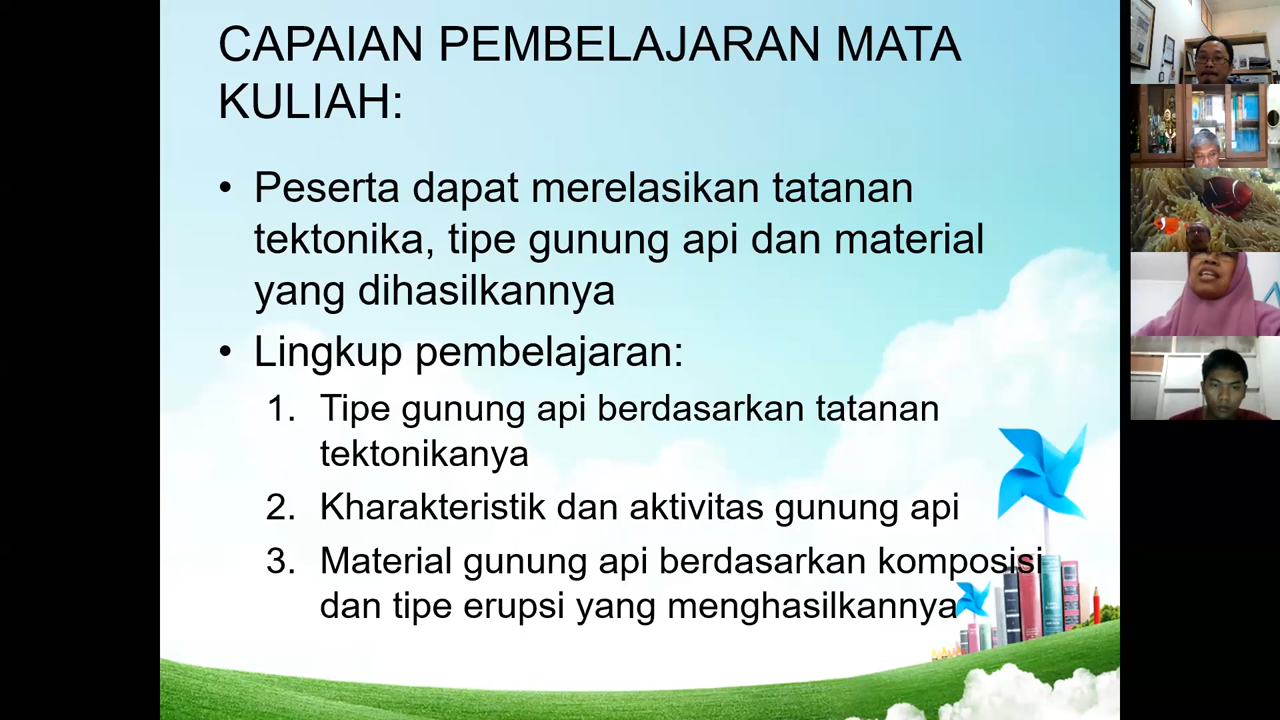 CAPAIAN PEMBELAJARAN MATA
KULIAH:
• Peserta dapat merelasikan tatanan
tektonika, tipe gunung api dan material
yang dihasilkannya
• Lingkup pembelajaran:
1. Tipe gunung api berdasarkan tatanan
tektonikanya
2. Kharakteristik dan aktivitas gunung api
3. Material gunung api berdasarkan komposisi
dan tipe erupsi yang menghasilkannya